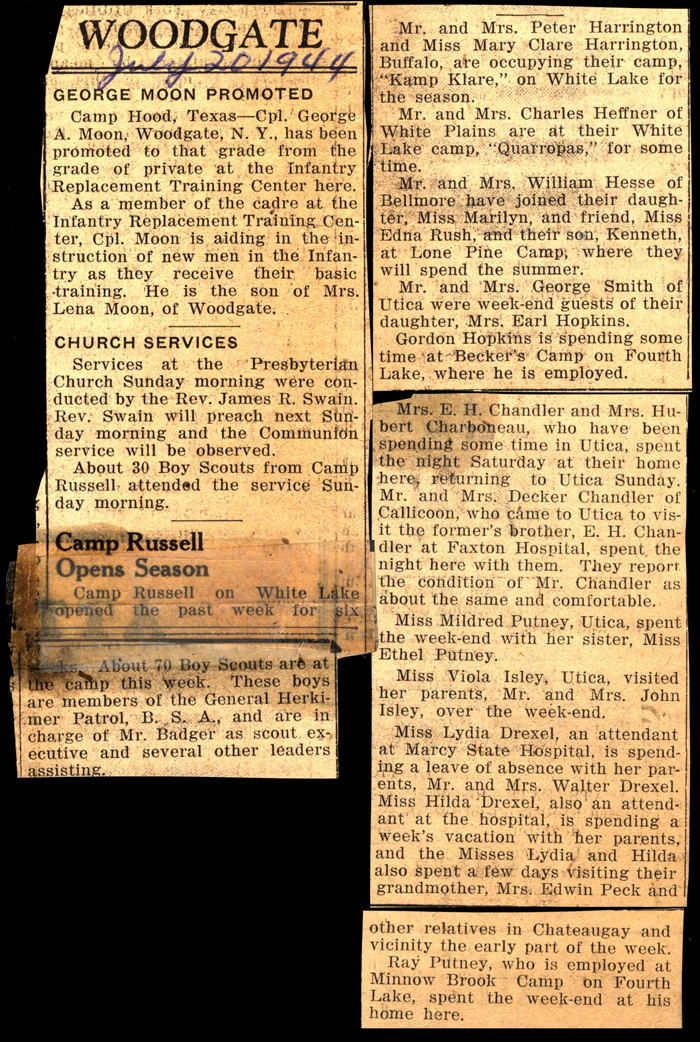 WOODGATE
July 20 1944
GEORGE MOON PROMOTED
Camp Hood, Texas—Cpl. George
A. Moon, Woodgate, N. Y., has been
promoted to that grade from the
grade of private at the Infantry
Replacement Training Center here.
As a member of the cadre at the
Infantry Replacement Training Cen-
ter, Cpl. Moon is aiding in the in-
struction of new men in the Infan-
try as they receive their basic
training. He is the son of Mrs.
Lena Moon, of Woodgate.
CHURCH SERVICES
Services at the Presbyterian
Church Sunday morning were con-
ducted by the Rev. James R. Swain.
Rev. Swain will preach next Sun-
day morning and the Communion
service will be observed.
About 30 Boy Scouts from Camp
Russell attended the service Sun-
day morning.
Camp Russell
Opens Season
Camp Russell on White Lake
opened the past week for six
weeks. About 70 Boy Scouts are at
the camp this week. These boys
are members of the General Herki-
mer Patrol, B. S. A., and are in
charge of Mr. Badger as scout ex-
ecutive and several other leaders
assisting.
Mr. and Mrs. Peter Harrington
and Miss Mary Clare Harrington,
Buffalo, are occupying their camp,
"Kamp Klare," on White Lake for
the season.
Mr. and Mrs. Charles Heffner of
White Plains are at their White
Lake camp, "Quarropas," for some
time.
Mr. and Mrs. William Hesse of
Bellmore have joined their daugh-
ter, Miss Marilyn, and friend, Miss
Edna Rush, and their son, Kenneth,
at Lone Pine Camp, where they
will spend the summer.
Mr. and Mrs. George Smith of
Utica were week-end guests of their
daughter, Mrs. Earl Hopkins.
Gordon Hopkins is spending some
time at Becker's Camp on Fourth
Lake, where he is employed.
Mrs. E. H. Chandler and Mrs. Hu-
bert Charboneau, who have been
spending some time in Utica, spent
the night Saturday at their home
here, returning to Utica Sunday.
Mr. and Mrs. Decker Chandler of
Callicoon, who came to Utica to vis-
it the former's brother, E. H. Chan-
dler at Faxton Hospital, spent the
night here with them. They report
the condition of Mr. Chandler as
about the same and comfortable.
Miss Mildred Putney, Utica, spent
the week-end with her sister, Miss
Ethel Putney.
Miss Viola Isley, Utica, visited
her parents, Mr. and Mrs. John
Isley, over the week-end.
Miss Lydia Drexel, an attendant
at Marcy State Hospital, is spend-
ing a leave of absence with her par-
ents, Mr. and Mrs. Walter Drexel.
Miss Hilda Drexel, also an attend-
ant at the hospital, is spending a
week's vacation with her parents,
and the Misses Lydia and Hilda
also spent a few days visiting their
grandmother, Mrs. Edwin Peck and
other relatives in Chateaugay and
vicinity the early part of the week.
Ray Putney, who is employed at
Minnow Brook Camp on Fourth
Lake, spent the week-end at his
home here.